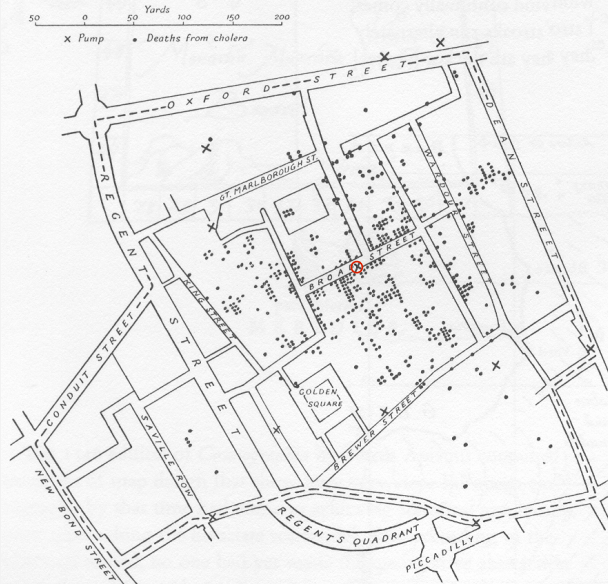 Yards
50 0 50 100 150 200
x Pump • Deaths from cholera
OXFORD STREET
DEAN STREET
REGENT STREET
GT. MARLBOROUGH ST.
WARDOUR STREET
BROAD STREET
KING STREET
CONDUIT STREET
GOLDEN
SQUARE
SAVILLE ROW
BREWER STREET
NEW BOND STREET
REGENTS QUADRANT
PICCADILLY